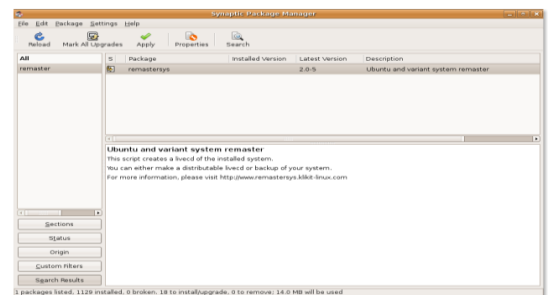 Synaptic Package Manager
File Edit Package Settings Help
Reload Mark All Upgrades Apply Properties Search
All
remaster
S Package Installed Version Latest Version Description
remastersys 2.0-5 Ubuntu and variant system remaster
Ubuntu and variant system remaster
This script creates a livecd of the installed system.
You can either make a distributable livecd or backup of your system.
For more information, please visit http://www.remastersys.klikit-linux.com
Sections
Status
Origin
Custom Filters
Search Results
1 packages listed, 1129 installed, 0 broken. 18 to install/upgrade, 0 to remove; 14.0 MB will be used